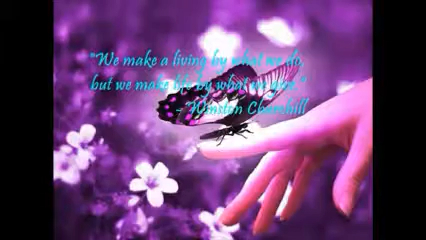 "We make a living by what we do,
but we make life by what we give."
- Winston Churchill